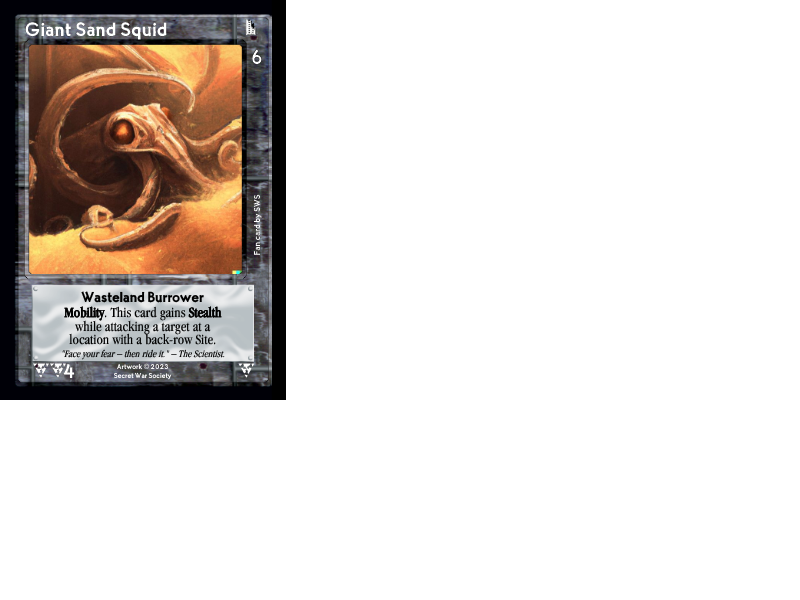 Giant Sand Squid
6
Fan card by SWS
Wasteland Burrower
Mobility. This card gains Stealth
while attacking a target at a
location with a back-row Site.
"Face your fear – then ride it." – The Scientist.
4
Artwork © 2023
Secret War Society